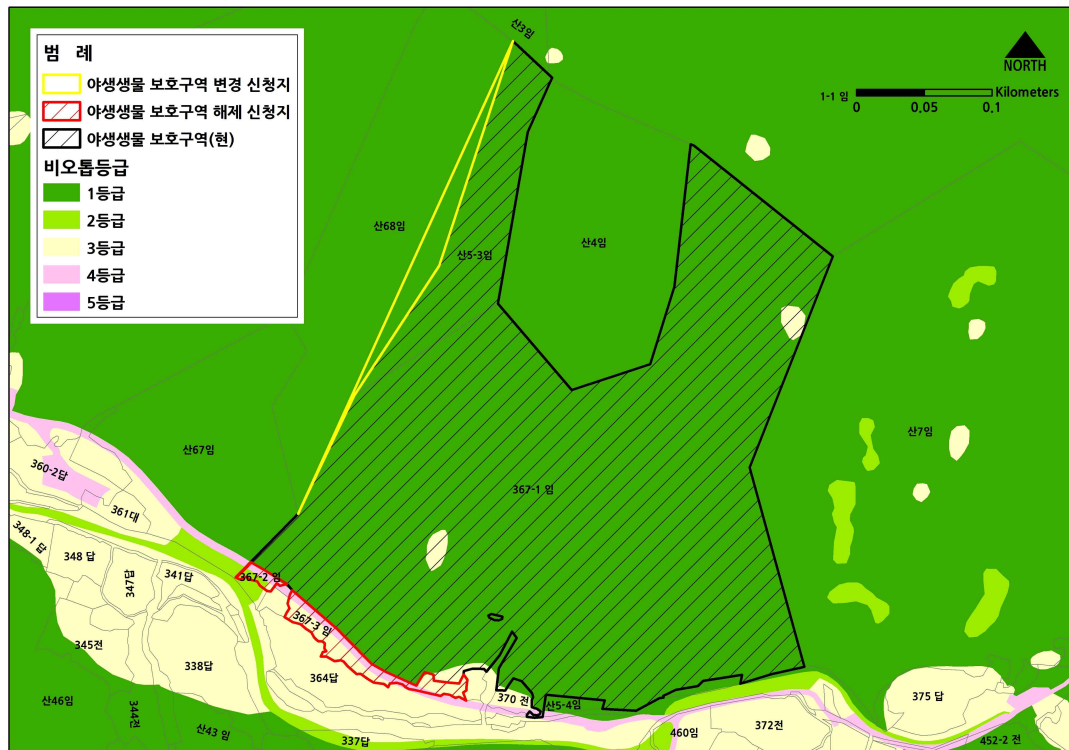 범 례
야생생물 보호구역 변경 신청지
야생생물 보호구역 해제 신청지
야생생물 보호구역(현)
비오톱등급
1등급
2등급
3등급
4등급
5등급
산3임
NORTH
1-1 임
Kilometers
0 0.05 0.1
산68임
산5-3임
산4임
산7임
산67임
367-1 임
360-2답
361대
348-1 답
348 답
347답
341답
367-2 임
367-3 임
345전
338답
364답
370 전
산5-4임
375 답
산46임
344전
산43 임
337답
460임
372전
452-2 전